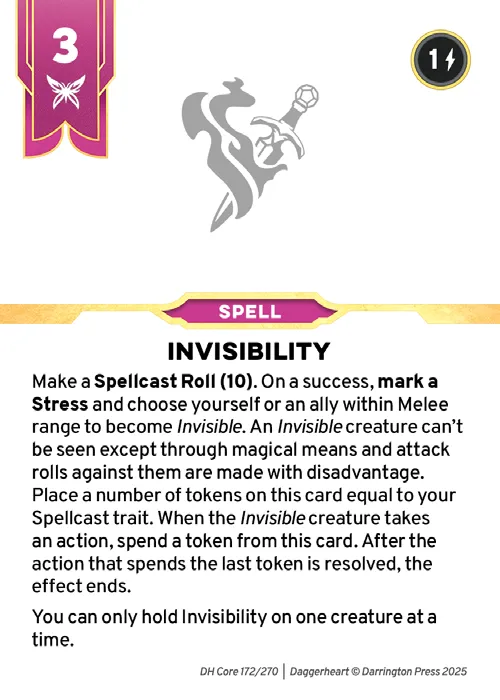 3
1
SPELL
INVISIBILITY
Make a Spellcast Roll (10). On a success, mark a
Stress and choose yourself or an ally within Melee
range to become Invisible. An Invisible creature can’t
be seen except through magical means and attack
rolls against them are made with disadvantage.
Place a number of tokens on this card equal to your
Spellcast trait. When the Invisible creature takes
an action, spend a token from this card. After the
action that spends the last token is resolved, the
effect ends.
You can only hold Invisibility on one creature at a
time.
DH Core 172/270 | Daggerheart © Darrington Press 2025